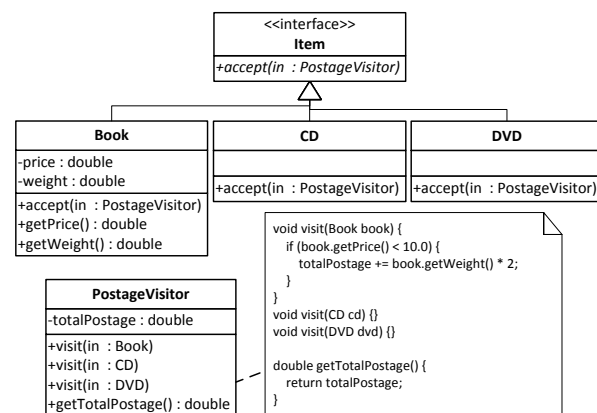 <<interface>>
Item
+accept(in : PostageVisitor)
Book
-price : double
-weight : double
+accept(in : PostageVisitor)
+getPrice() : double
+getWeight() : double
CD
+accept(in : PostageVisitor)
DVD
+accept(in : PostageVisitor)
PostageVisitor
-totalPostage : double
+visit(in : Book)
+visit(in : CD)
+visit(in : DVD)
+getTotalPostage() : double
void visit(Book book) {
if (book.getPrice() < 10.0) {
totalPostage += book.getWeight() * 2;
}
}
void visit(CD cd) {}
void visit(DVD dvd) {}
double getTotalPostage() {
return totalPostage;
}